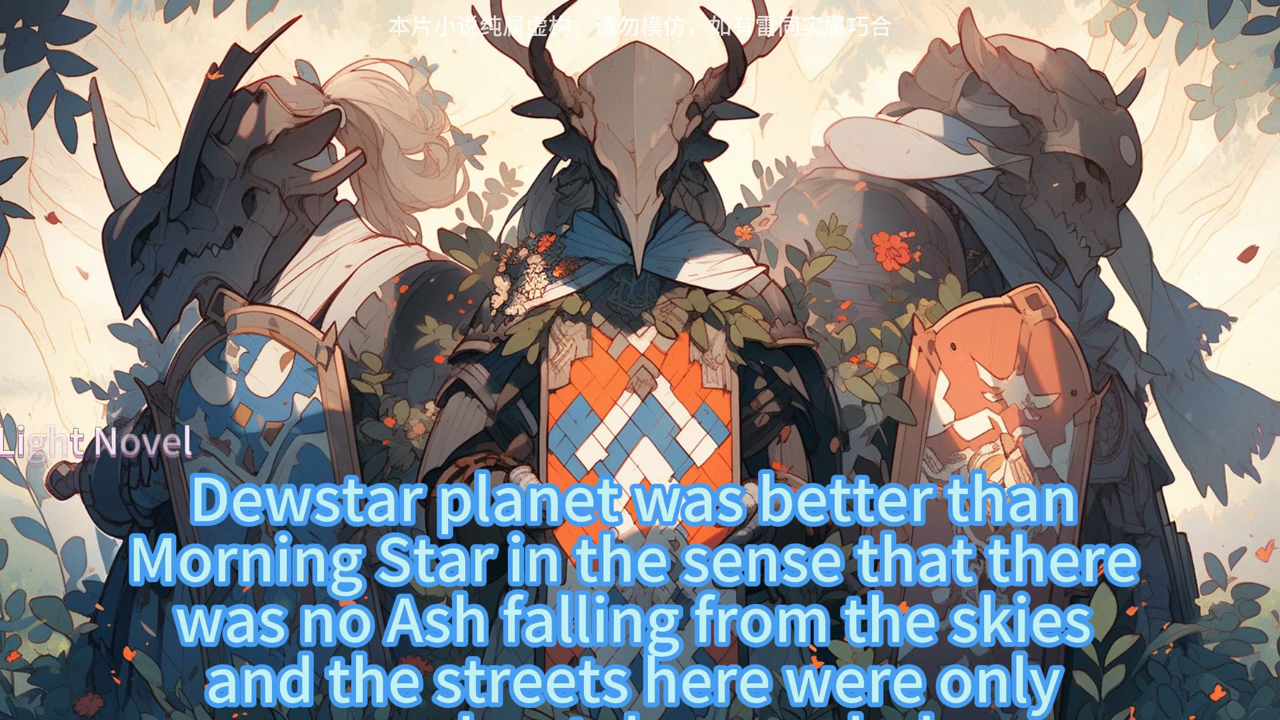 本片小说纯属虚构，请勿模仿，如有雷同实属巧合
Light Novel
Dewstar planet was better than
Morning Star in the sense that there
was no Ash falling from the skies
and the streets here were only